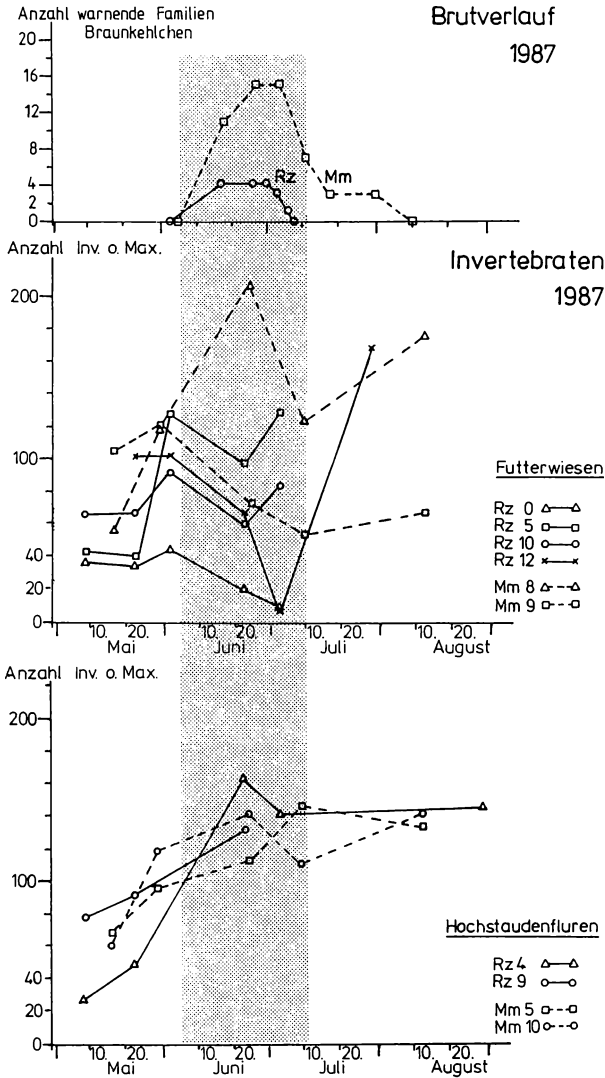 Anzahl warnende Familien
Braunkehlchen
Brutverlauf
1987
20
16
12
8
4
2
0
Rz Mm
Anzahl Inv. o. Max.
Invertebraten
1987
200
100
40
20
0
Futterwiesen
Rz 0
Rz 5
Rz 10
Rz 12
Mm 8
Mm 9
10. 20. 10. 20. 10. 20. 10. 20.
Mai Juni Juli August
Anzahl Inv. o. Max.
200
100
40
20
0
Hochstaudenfluren
Rz 4
Rz 9
Mm 5
Mm 10
10. 20. 10. 20. 10. 20. 10. 20.
Mai Juni Juli August